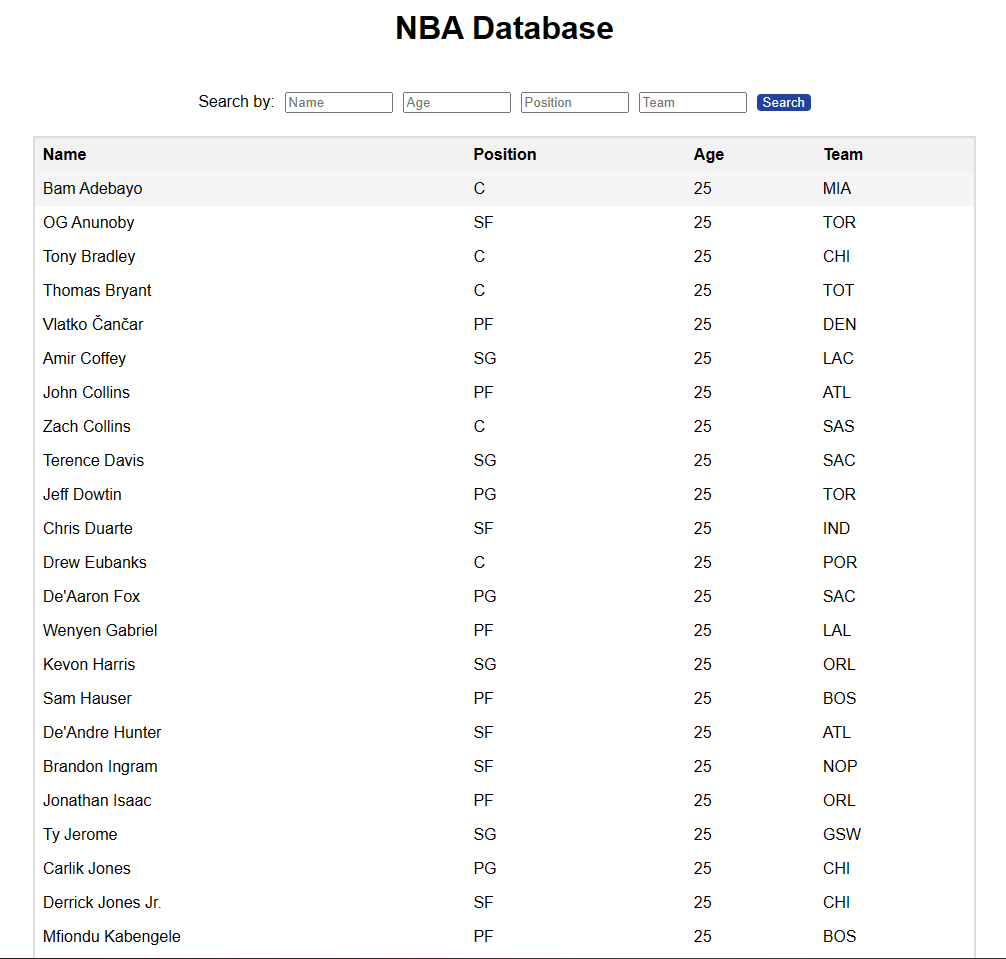 NBA Database
Search by: Name Age Position Team Search
Name Position Age Team
Bam Adebayo C 25 MIA
OG Anunoby SF 25 TOR
Tony Bradley C 25 CHI
Thomas Bryant C 25 TOT
Vlatko Čančar PF 25 DEN
Amir Coffey SG 25 LAC
John Collins PF 25 ATL
Zach Collins C 25 SAS
Terence Davis SG 25 SAC
Jeff Dowtin PG 25 TOR
Chris Duarte SF 25 IND
Drew Eubanks C 25 POR
De'Aaron Fox PG 25 SAC
Wenyen Gabriel PF 25 LAL
Kevon Harris SG 25 ORL
Sam Hauser PF 25 BOS
De'Andre Hunter SF 25 ATL
Brandon Ingram SF 25 NOP
Jonathan Isaac PF 25 ORL
Ty Jerome SG 25 GSW
Carlik Jones PG 25 CHI
Derrick Jones Jr. SF 25 CHI
Mfiondu Kabengele PF 25 BOS